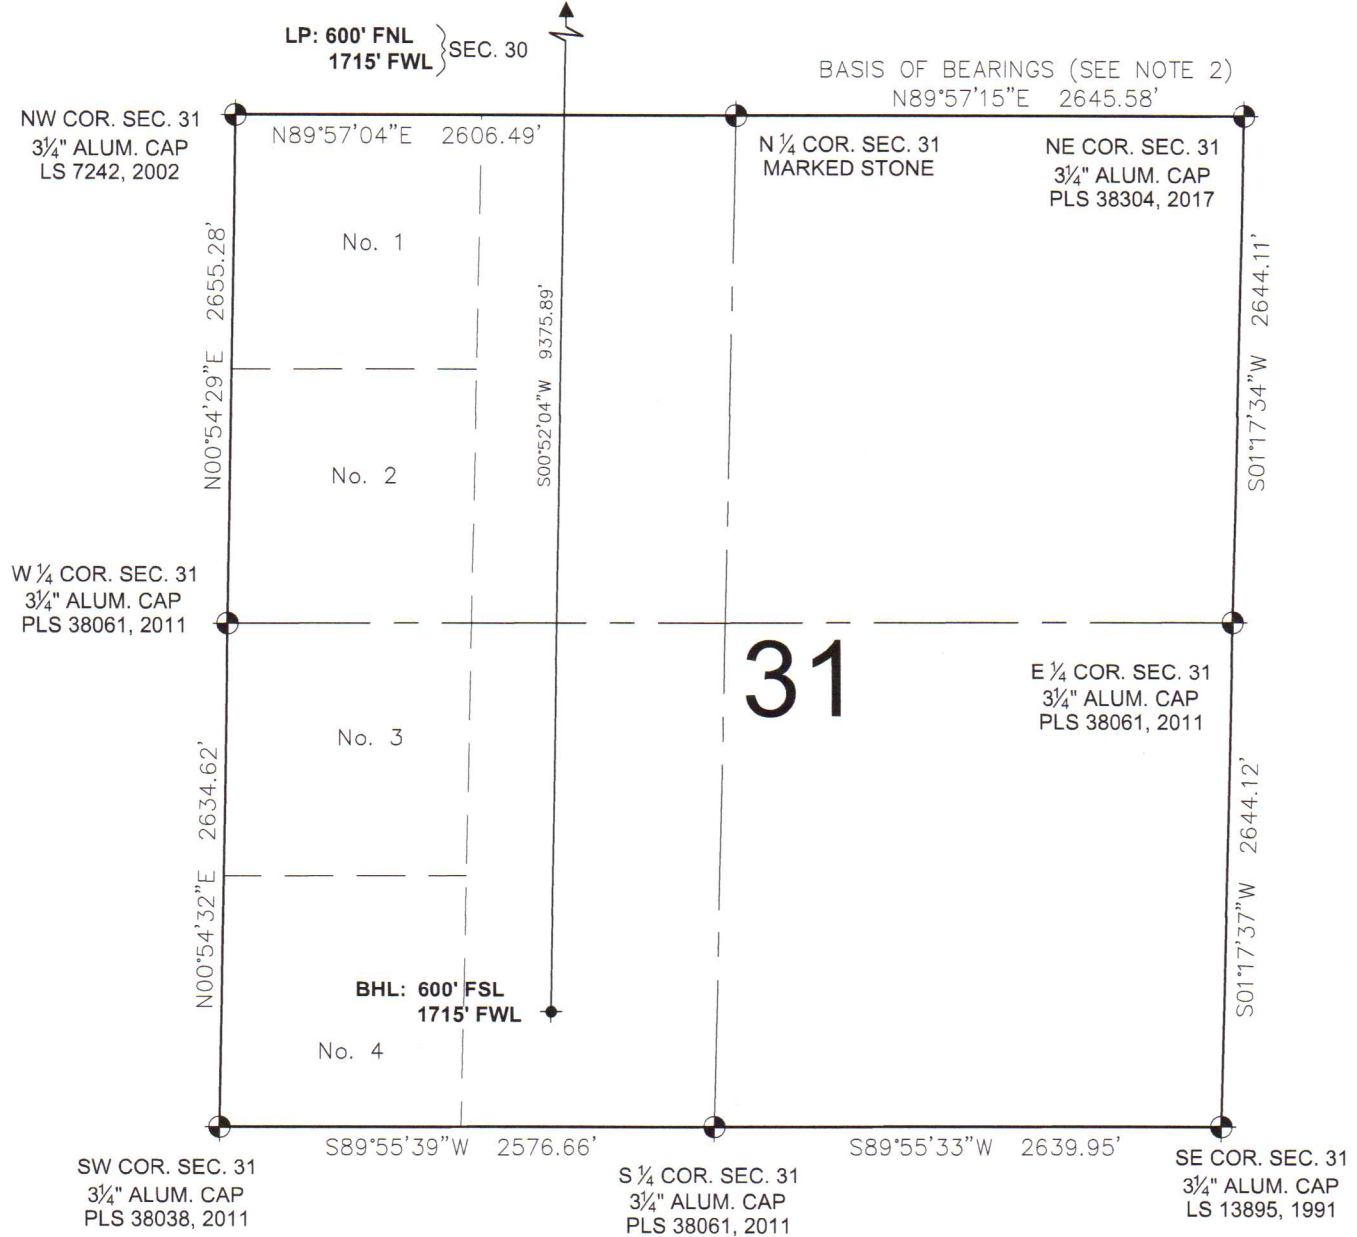 LP: 600' FNL
1715' FWL
SEC. 30
BASIS OF BEARINGS (SEE NOTE 2)
N89°57'15"E 2645.58'
NW COR. SEC. 31
3¼" ALUM. CAP
LS 7242, 2002
N89°57'04"E 2606.49'
N ¼ COR. SEC. 31
MARKED STONE
NE COR. SEC. 31
3¼" ALUM. CAP
PLS 38304, 2017
No. 1
N00°54'29"E 2655.28'
S00°52'04"W 9375.89'
S01°17'34"W 2644.11'
No. 2
W ¼ COR. SEC. 31
3¼" ALUM. CAP
PLS 38061, 2011
31
E ¼ COR. SEC. 31
3¼" ALUM. CAP
PLS 38061, 2011
No. 3
N00°54'32"E 2634.62'
S01°17'37"W 2644.12'
BHL: 600' FSL
1715' FWL
No. 4
S89°55'39"W 2576.66'
S89°55'33"W 2639.95'
SW COR. SEC. 31
3¼" ALUM. CAP
PLS 38038, 2011
S ¼ COR. SEC. 31
3¼" ALUM. CAP
PLS 38061, 2011
SE COR. SEC. 31
3¼" ALUM. CAP
LS 13895, 1991